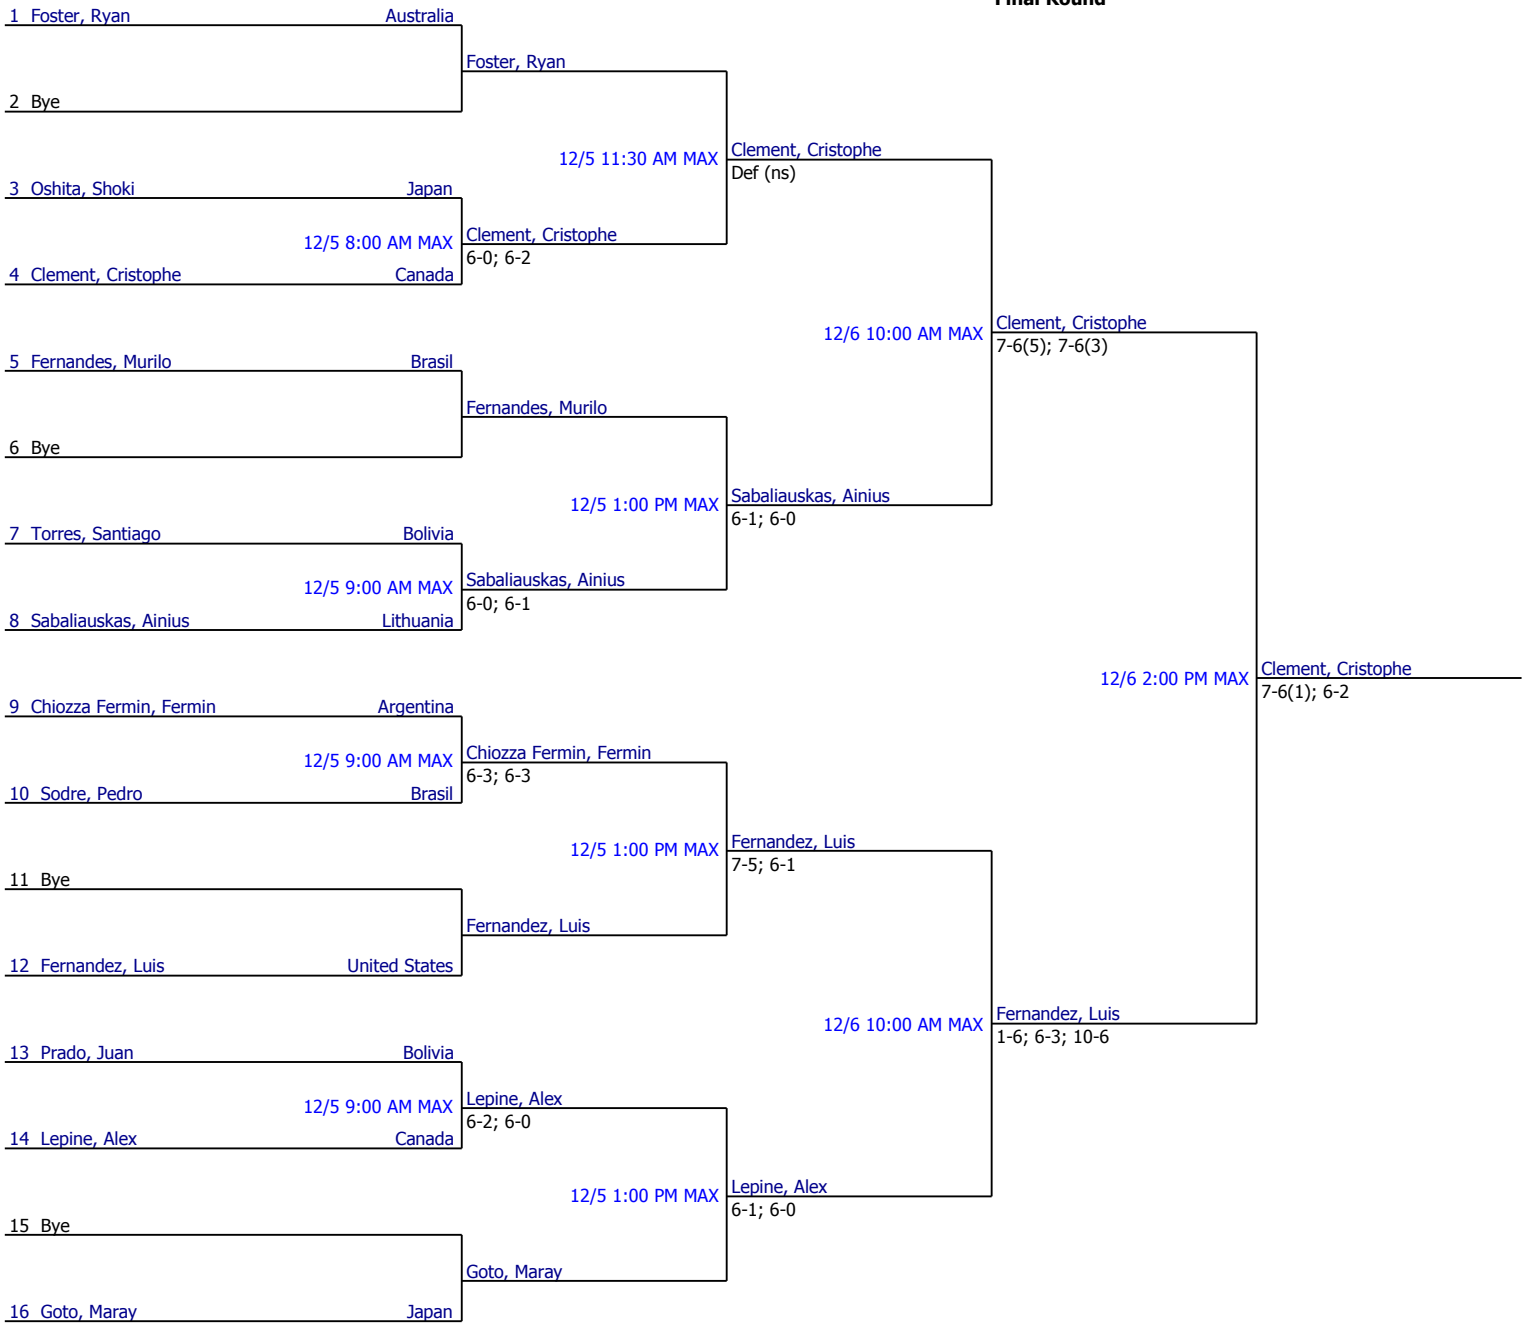 Final Round
1 Foster, Ryan Australia
Foster, Ryan
2 Bye
12/5 11:30 AM MAX Clement, Cristophe
Def (ns)
3 Oshita, Shoki Japan
12/5 8:00 AM MAX Clement, Cristophe
6-0; 6-2
4 Clement, Cristophe Canada
12/6 10:00 AM MAX Clement, Cristophe
7-6(5); 7-6(3)
5 Fernandes, Murilo Brasil
Fernandes, Murilo
6 Bye
12/5 1:00 PM MAX Sabaliauskas, Ainius
6-1; 6-0
7 Torres, Santiago Bolivia
12/5 9:00 AM MAX Sabaliauskas, Ainius
6-0; 6-1
8 Sabaliauskas, Ainius Lithuania
12/6 2:00 PM MAX Clement, Cristophe
7-6(1); 6-2
9 Chiozza Fermin, Fermin Argentina
12/5 9:00 AM MAX Chiozza Fermin, Fermin
6-3; 6-3
10 Sodre, Pedro Brasil
12/5 1:00 PM MAX Fernandez, Luis
7-5; 6-1
11 Bye
Fernandez, Luis
12 Fernandez, Luis United States
12/6 10:00 AM MAX Fernandez, Luis
1-6; 6-3; 10-6
13 Prado, Juan Bolivia
12/5 9:00 AM MAX Lepine, Alex
6-2; 6-0
14 Lepine, Alex Canada
12/5 1:00 PM MAX Lepine, Alex
6-1; 6-0
15 Bye
Goto, Maray
16 Goto, Maray Japan